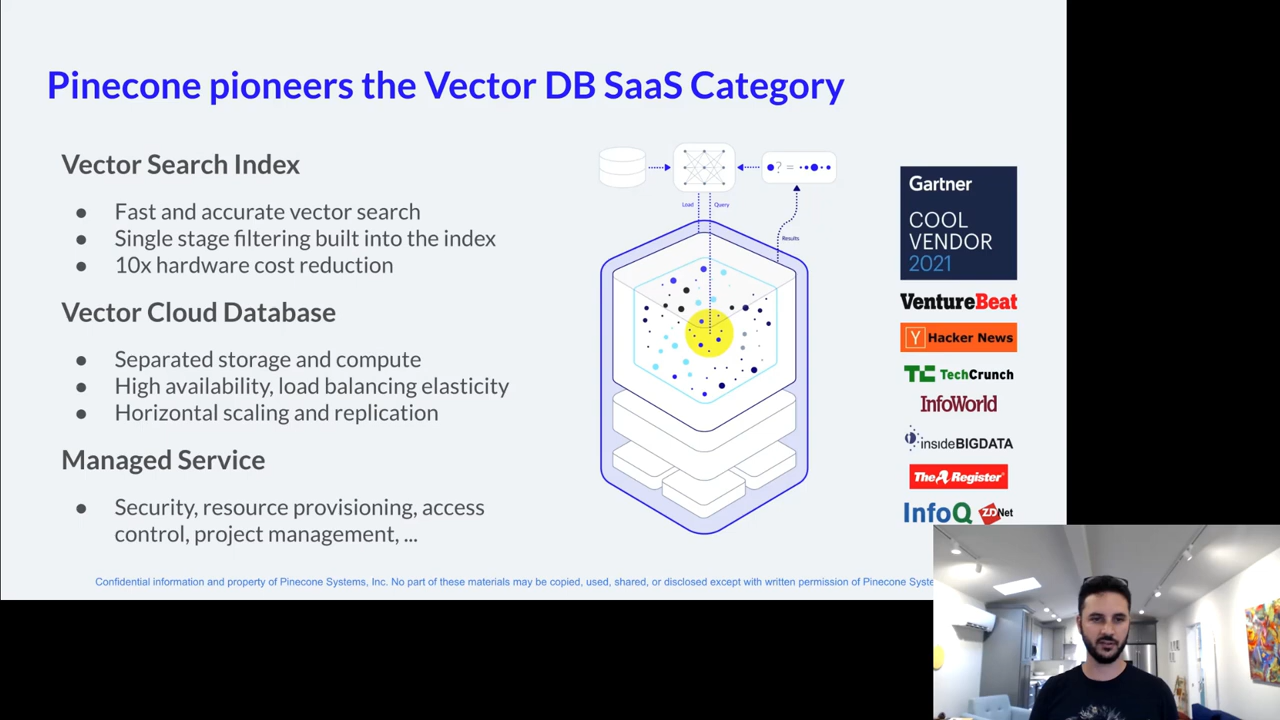 Pinecone pioneers the Vector DB SaaS Category
Vector Search Index
● Fast and accurate vector search
● Single stage filtering built into the index
● 10x hardware cost reduction
Vector Cloud Database
● Separated storage and compute
● High availability, load balancing elasticity
● Horizontal scaling and replication
Managed Service
● Security, resource provisioning, access
control, project management, ...
? =
Load
Query
Results
Gartner
COOL
VENDOR
2021
VentureBeat
Y Hacker News
TC TechCrunch
InfoWorld
insideBIGDATA
The A Register
InfoQ ZDNet
Confidential information and property of Pinecone Systems, Inc. No part of these materials may be copied, used, shared, or disclosed except with written permission of Pinecone Syste